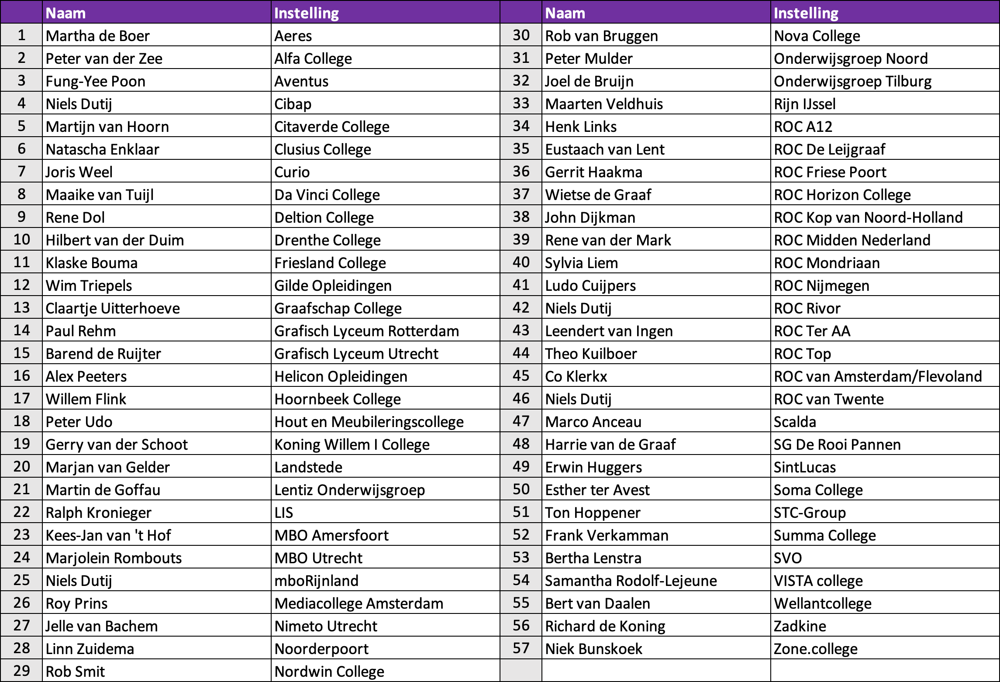 Naam Instelling Naam Instelling
1 Martha de Boer Aeres 30 Rob van Bruggen Nova College
2 Peter van der Zee Alfa College 31 Peter Mulder Onderwijsgroep Noord
3 Fung-Yee Poon Aventus 32 Joel de Bruijn Onderwijsgroep Tilburg
4 Niels Dutij Cibap 33 Maarten Veldhuis Rijn IJssel
5 Martijn van Hoorn Citaverde College 34 Henk Links ROC A12
6 Natascha Enklaar Clusius College 35 Eustaach van Lent ROC De Leijgraaf
7 Joris Weel Curio 36 Gerrit Haakma ROC Friese Poort
8 Maaike van Tuijl Da Vinci College 37 Wietse de Graaf ROC Horizon College
9 Rene Dol Deltion College 38 John Dijkman ROC Kop van Noord-Holland
10 Hilbert van der Duim Drenthe College 39 Rene van der Mark ROC Midden Nederland
11 Klaske Bouma Friesland College 40 Sylvia Liem ROC Mondriaan
12 Wim Triepels Gilde Opleidingen 41 Ludo Cuijpers ROC Nijmegen
13 Claartje Uitterhoeve Graafschap College 42 Niels Dutij ROC Rivor
14 Paul Rehm Grafisch Lyceum Rotterdam 43 Leendert van Ingen ROC Ter AA
15 Barend de Ruijter Grafisch Lyceum Utrecht 44 Theo Kuilboer ROC Top
16 Alex Peeters Helicon Opleidingen 45 Co Klerkx ROC van Amsterdam/Flevoland
17 Willem Flink Hoornbeek College 46 Niels Dutij ROC van Twente
18 Peter Udo Hout en Meubileringscollege 47 Marco Anceau Scalda
19 Gerry van der Schoot Koning Willem I College 48 Harrie van de Graaf SG De Rooi Pannen
20 Marjan van Gelder Landstede 49 Erwin Huggers SintLucas
21 Martin de Goffau Lentiz Onderwijsgroep 50 Esther ter Avest Soma College
22 Ralph Kronieger LIS 51 Ton Hoppener STC-Group
23 Kees-Jan van 't Hof MBO Amersfoort 52 Frank Verkamman Summa College
24 Marjolein Rombouts MBO Utrecht 53 Bertha Lenstra SVO
25 Niels Dutij mboRijnland 54 Samantha Rodolf-Lejeune VISTA college
26 Roy Prins Mediacollege Amsterdam 55 Bert van Daalen Wellantcollege
27 Jelle van Bachem Nimeto Utrecht 56 Richard de Koning Zadkine
28 Linn Zuidema Noorderpoort 57 Niek Bunskoek Zone.college
29 Rob Smit Nordwin College